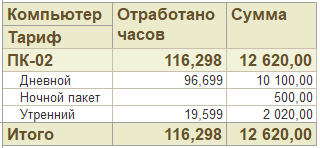 Компьютер Отработано часов Сумма
Тариф
ПК-02 116,298 12 620,00
Дневной 96,699 10 100,00
Ночной пакет 500,00
Утренний 19,599 2 020,00
Итого 116,298 12 620,00